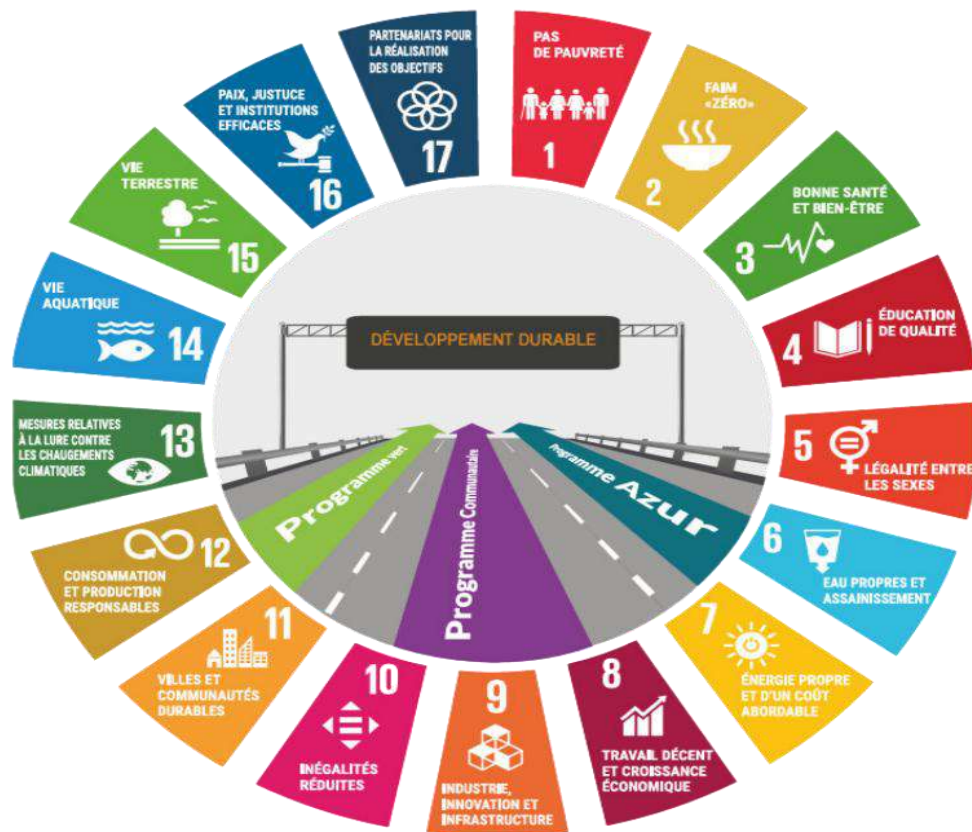 PAS
DE PAUVRETÉ
1
FAIM
«ZÉRO»
2
BONNE SANTÉ
ET BIEN-ÊTRE
3
ÉDUCATION
DE QUALITÉ
4
5
LÉGALITÉ ENTRE
LES SEXES
6
EAU PROPRES ET
ASSAINISSEMENT
7
ÉNERGIE PROPRE
ET D'UN COÛT
ABORDABLE
8
TRAVAIL DÉCENT
ET CROISSANCE
ÉCONOMIQUE
9
INDUSTRIE,
INNOVATION ET
INFRASTRUCTURE
10
INÉGALITÉS
RÉDUITES
11
VILLES ET
COMMUNAUTÉS
DURABLES
12
CONSOMMATION
ET PRODUCTION
RESPONSABLES
MESURES RELATIVES
À LA LURE CONTRE
LES CHAUGEMENTS
CLIMATIQUES
13
VIE
AQUATIQUE
14
VIE
TERRESTRE
15
PAIX, JUSTUCE
ET INSTITUTIONS
EFFICACES
16
PARTENARIATS POUR
LA RÉALISATION
DES OBJECTIFS
17
DÉVELOPPEMENT DURABLE
Programme vert
Programme Communautaire
Programme Azur